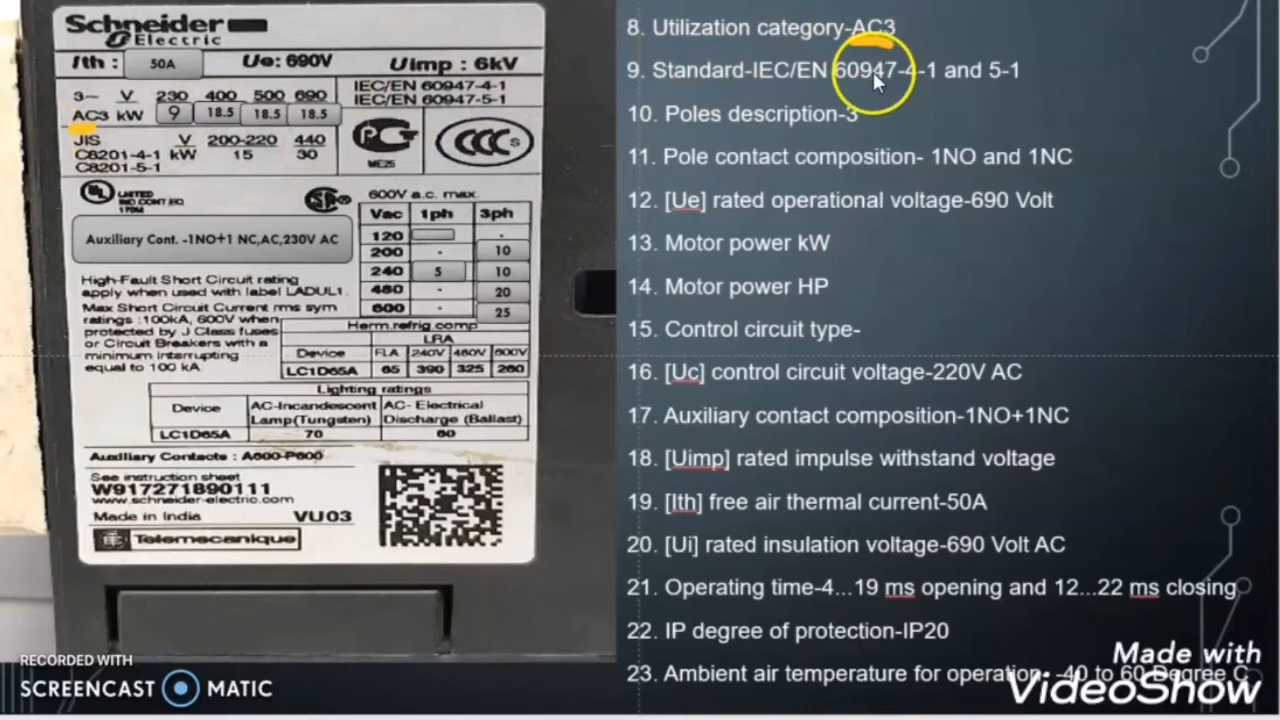 Schneider
Electric
Ith : 50A Ue: 690V Uimp : 6kV
3~ V 230 400 500 690
AC3 kW 9 18.5 18.5 18.5
IEC/EN 60947-4-1
IEC/EN 60947-5-1
JIS V 200-220 440
C8201-4-1 kW 15 30
C8201-5-1
ME25
CCC S
UL LISTED
IND CONT. EQ.
170M
600V a.c. max.
Vac 1ph 3ph
120 -
200 - 10
240 5 10
480 - 20
600 - 25
Auxiliary Cont. -1NO+1 NC,AC,230V AC
High-Fault Short Circuit rating
apply when used with label LADUL1.
Max Short Circuit Current rms sym
ratings :100kA, 600V when
protected by J Class fuses
or Circuit Breakers with a
minimum interrupting
equal to 100 kA
Herm.refrig.comp
LRA
Device FLA 240V 480V 600V
LC1D65A 65 390 325 260
Lighting ratings
Device AC-Incandescent Lamp(Tungsten) AC- Electrical Discharge (Ballast)
LC1D65A 70 80
Auxiliary Contacts : A600-P600
See instruction sheet
W917271890111
www.schneider-electric.com
Made in India VU03
Telemecanique
8. Utilization category-AC3
9. Standard-IEC/EN 60947-4-1 and 5-1
10. Poles description-3
11. Pole contact composition- 1NO and 1NC
12. [Ue] rated operational voltage-690 Volt
13. Motor power kW
14. Motor power HP
15. Control circuit type-
16. [Uc] control circuit voltage-220V AC
17. Auxiliary contact composition-1NO+1NC
18. [Uimp] rated impulse withstand voltage
19. [Ith] free air thermal current-50A
20. [Ui] rated insulation voltage-690 Volt AC
21. Operating time-4...19 ms opening and 12...22 ms closing
22. IP degree of protection-IP20
23. Ambient air temperature for operation- -40 to 60 Degree C
RECORDED WITH
SCREENCAST MATIC
Made with
VideoShow